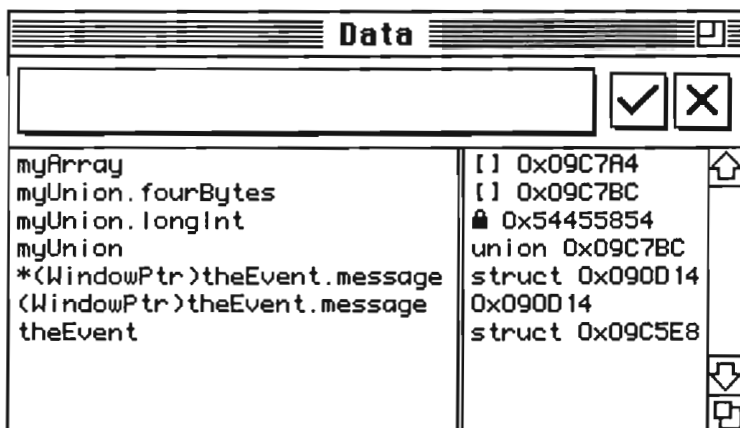 Data
myArray [] 0x09C7A4
myUnion.fourBytes [] 0x09C7BC
myUnion.longInt 0x54455854
myUnion union 0x09C7BC
*(WindowPtr)theEvent.message struct 0x090D14
(WindowPtr)theEvent.message 0x090D14
theEvent struct 0x09C5E8